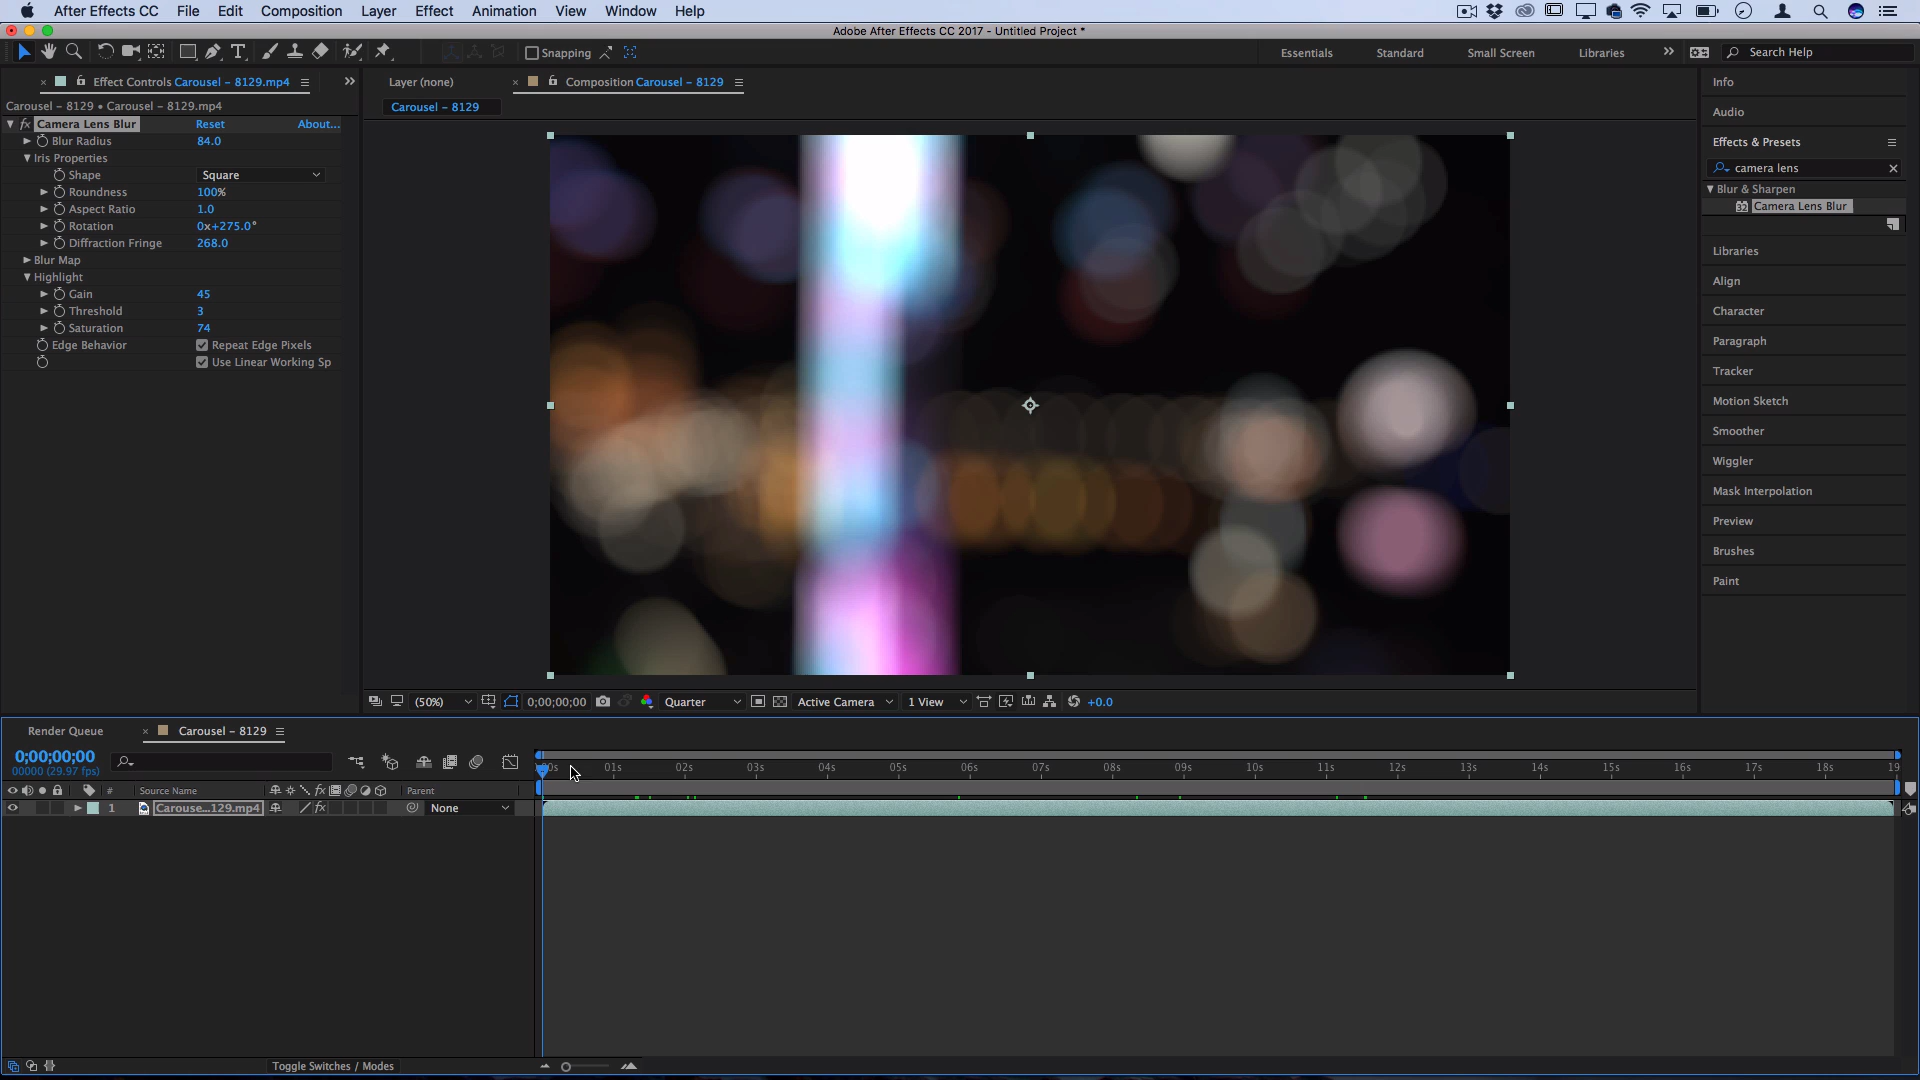 After Effects CC File Edit Composition Layer Effect Animation View Window Help
Adobe After Effects CC 2017 - Untitled Project *
Snapping Essentials Standard Small Screen Libraries » Search Help
× Effect Controls Carousel - 8129.mp4 » Layer (none) × Composition Carousel - 8129 Info
Carousel - 8129 • Carousel - 8129.mp4 Carousel - 8129
Audio
fx Camera Lens Blur Reset About...
Blur Radius 84.0
Effects & Presets
Iris Properties
camera lens
Shape Square
Roundness 100%
Blur & Sharpen
Aspect Ratio 1.0
32 Camera Lens Blur
Rotation 0x+275.0°
Diffraction Fringe 268.0
Libraries
Blur Map
Highlight
Align
Gain 45
Threshold 3
Character
Saturation 74
Edge Behavior Repeat Edge Pixels
Paragraph
Use Linear Working Sp
Tracker
Motion Sketch
Smoother
Wiggler
Mask Interpolation
Preview
Brushes
Paint
(50%) 0;00;00;00 Quarter Active Camera 1 View +0.0
Render Queue × Carousel - 8129
0;00;00;00
00000 (29.97 fps)
01s 02s 03s 04s 05s 06s 07s 08s 09s 10s 11s 12s 13s 14s 15s 16s 17s 18s 19
# Source Name fx Parent
1 Carouse...129.mp4 fx None
Toggle Switches / Modes